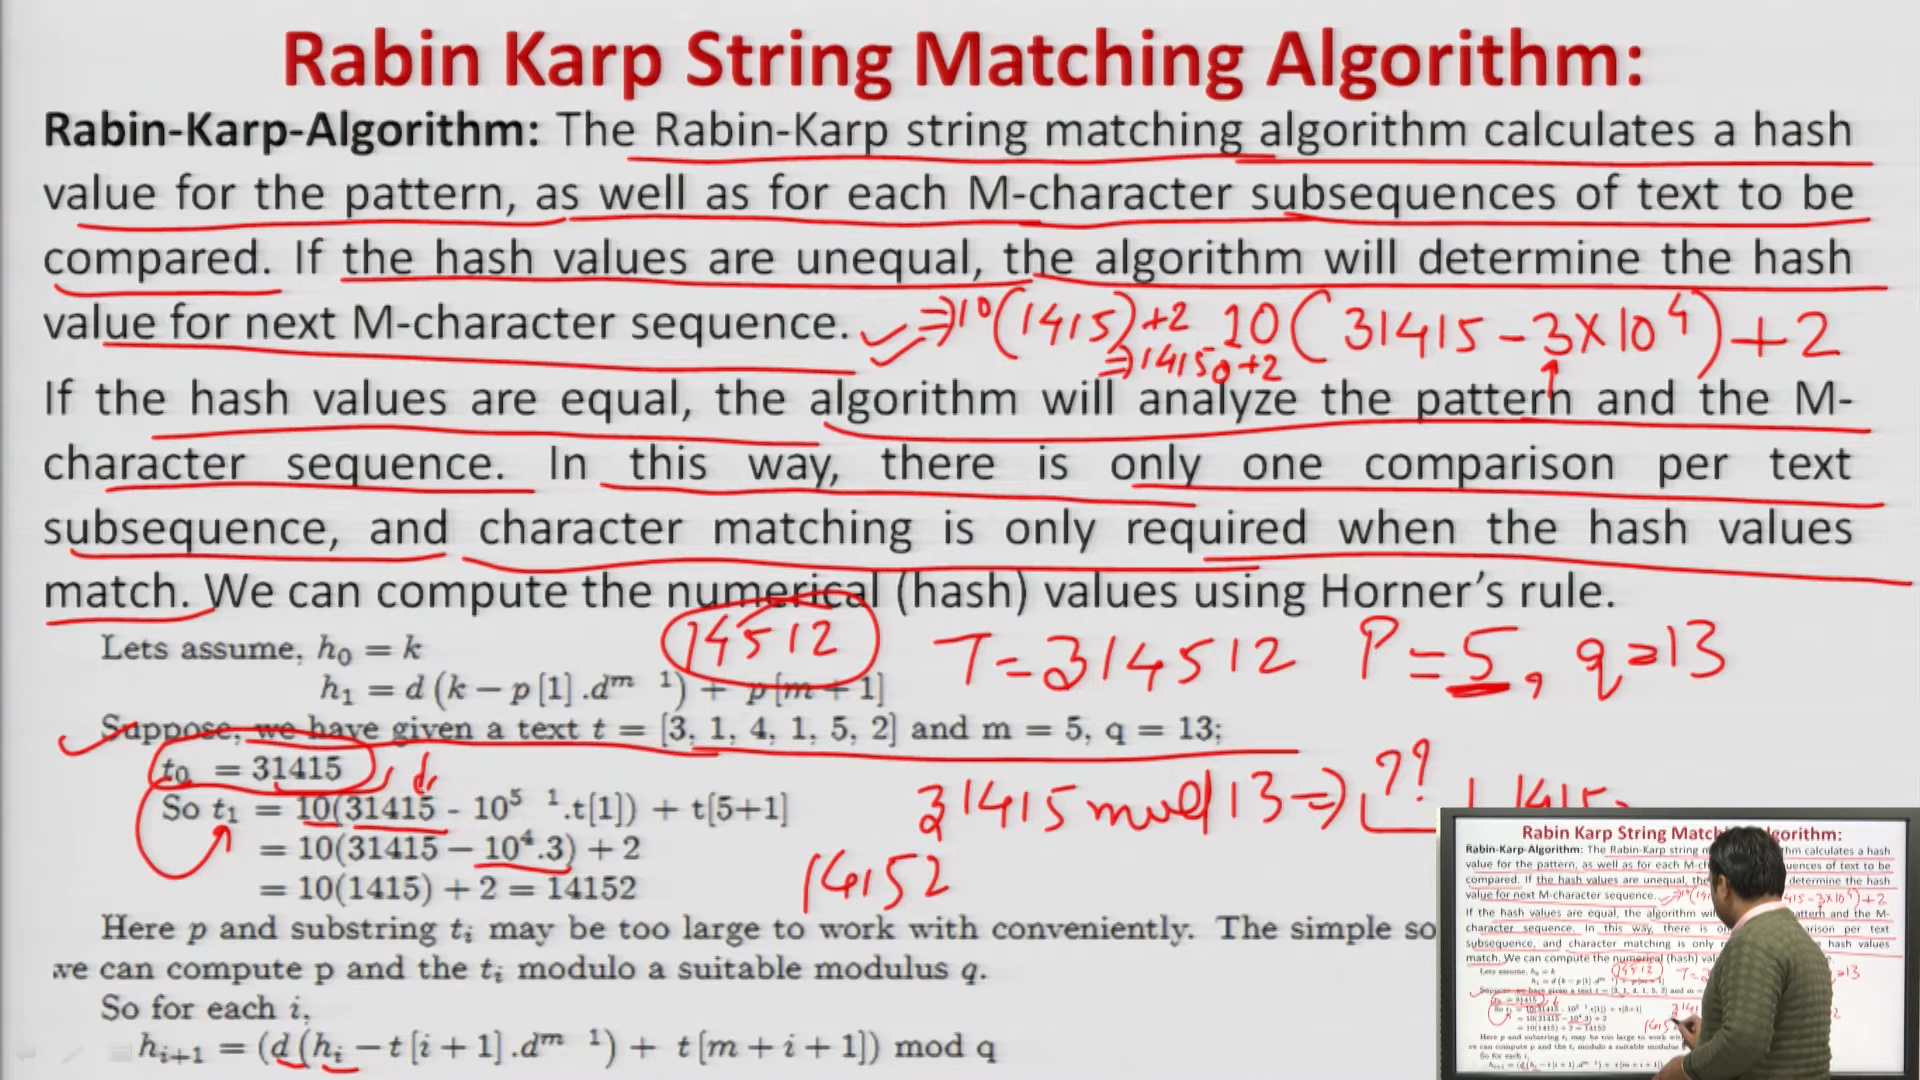 Rabin Karp String Matching Algorithm:
Rabin-Karp-Algorithm: The Rabin-Karp string matching algorithm calculates a hash
value for the pattern, as well as for each M-character subsequences of text to be
compared. If the hash values are unequal, the algorithm will determine the hash
value for next M-character sequence. ⇒10(1415)+2 10(31415-3×10⁴)+2
⇒14150+2
If the hash values are equal, the algorithm will analyze the pattern and the M-
character sequence. In this way, there is only one comparison per text
subsequence, and character matching is only required when the hash values
match. We can compute the numerical (hash) values using Horner's rule.
Lets assume, h₀ = k 14512 T=314512 P=5, q=13
h₁ = d (k − p [1] .dᵐ ¹) + p [m + 1]
Suppose, we have given a text t = [3, 1, 4, 1, 5, 2] and m = 5, q = 13;
t₀ = 31415
So t₁ = 10(31415 - 10⁵ ¹.t[1]) + t[5+1] 31415 mod 13 ⇒ ??
= 10(31415 − 10⁴.3) + 2
= 10(1415) + 2 = 14152 14152
Here p and substring tᵢ may be too large to work with conveniently. The simple so
we can compute p and the tᵢ modulo a suitable modulus q.
So for each i,
hᵢ₊₁ = (d (hᵢ − t [i + 1] .dᵐ ¹) + t [m + i + 1]) mod q